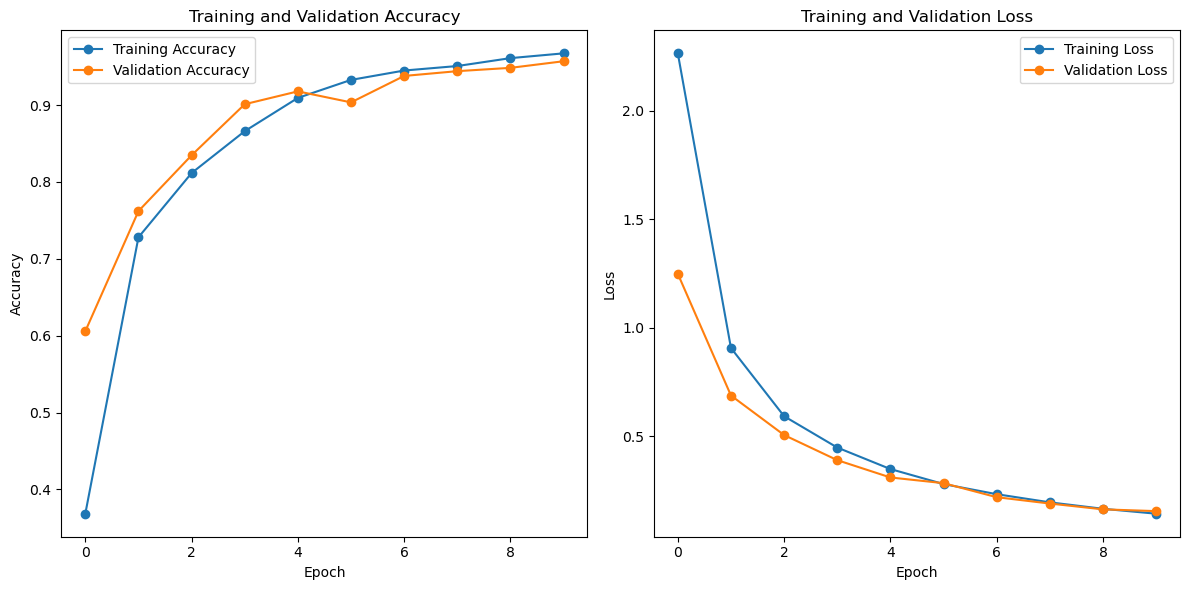 Training and Validation Accuracy
Training Accuracy
Validation Accuracy
0.9
0.8
0.7
0.6
0.5
0.4
Accuracy
0 2 4 6 8
Epoch
Training and Validation Loss
Training Loss
Validation Loss
2.0
1.5
1.0
0.5
Loss
0 2 4 6 8
Epoch